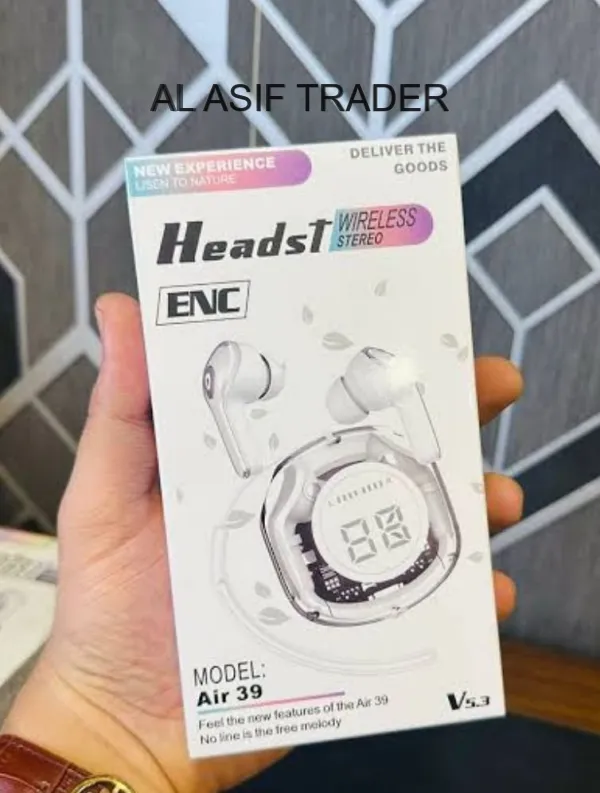 AL ASIF TRADER
NEW EXPERIENCE
LISEN TO NATURE
DELIVER THE
GOODS
Headst
WIRELESS
STEREO
ENC
88
MODEL:
Air 39
Feel the new features of the Air 39
No line is the free melody
V5.3